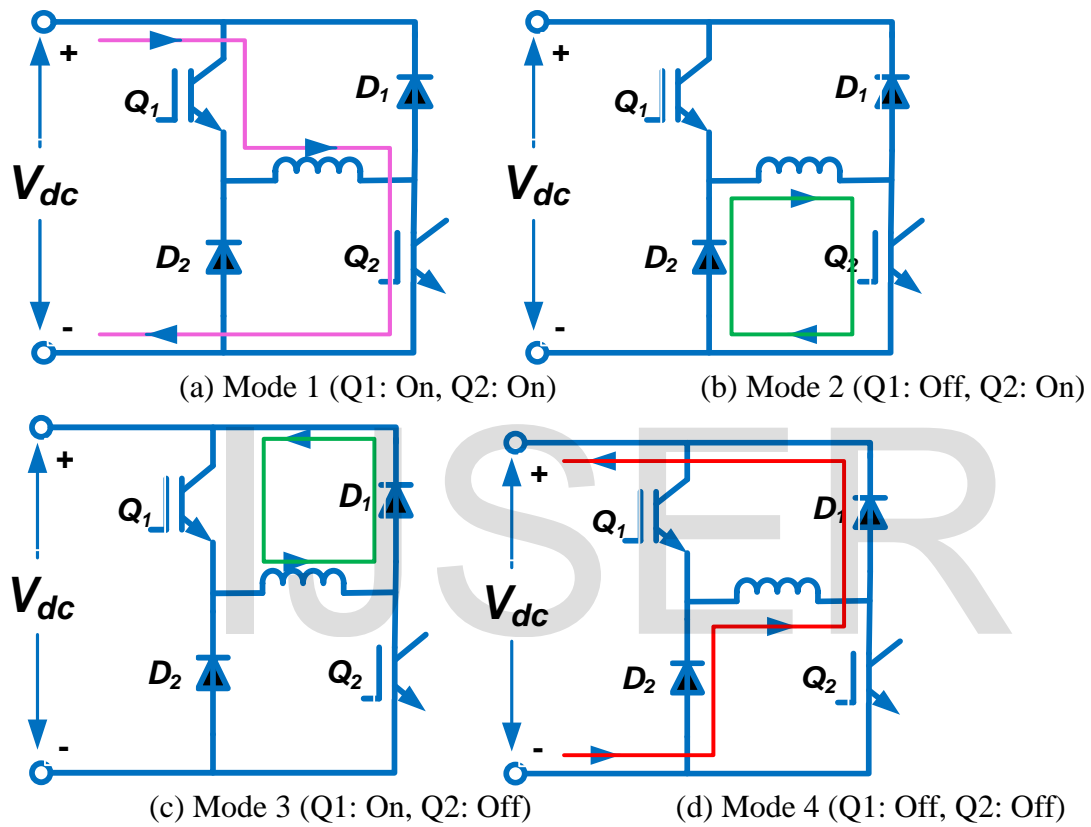 +
Q1
D1
Vdc
D2
Q2
-
(a) Mode 1 (Q1: On, Q2: On)
+
Q1
D1
Vdc
D2
Q2
-
(b) Mode 2 (Q1: Off, Q2: On)
+
Q1
D1
Vdc
D2
Q2
-
(c) Mode 3 (Q1: On, Q2: Off)
+
Q1
D1
Vdc
D2
Q2
-
(d) Mode 4 (Q1: Off, Q2: Off)
IJSER